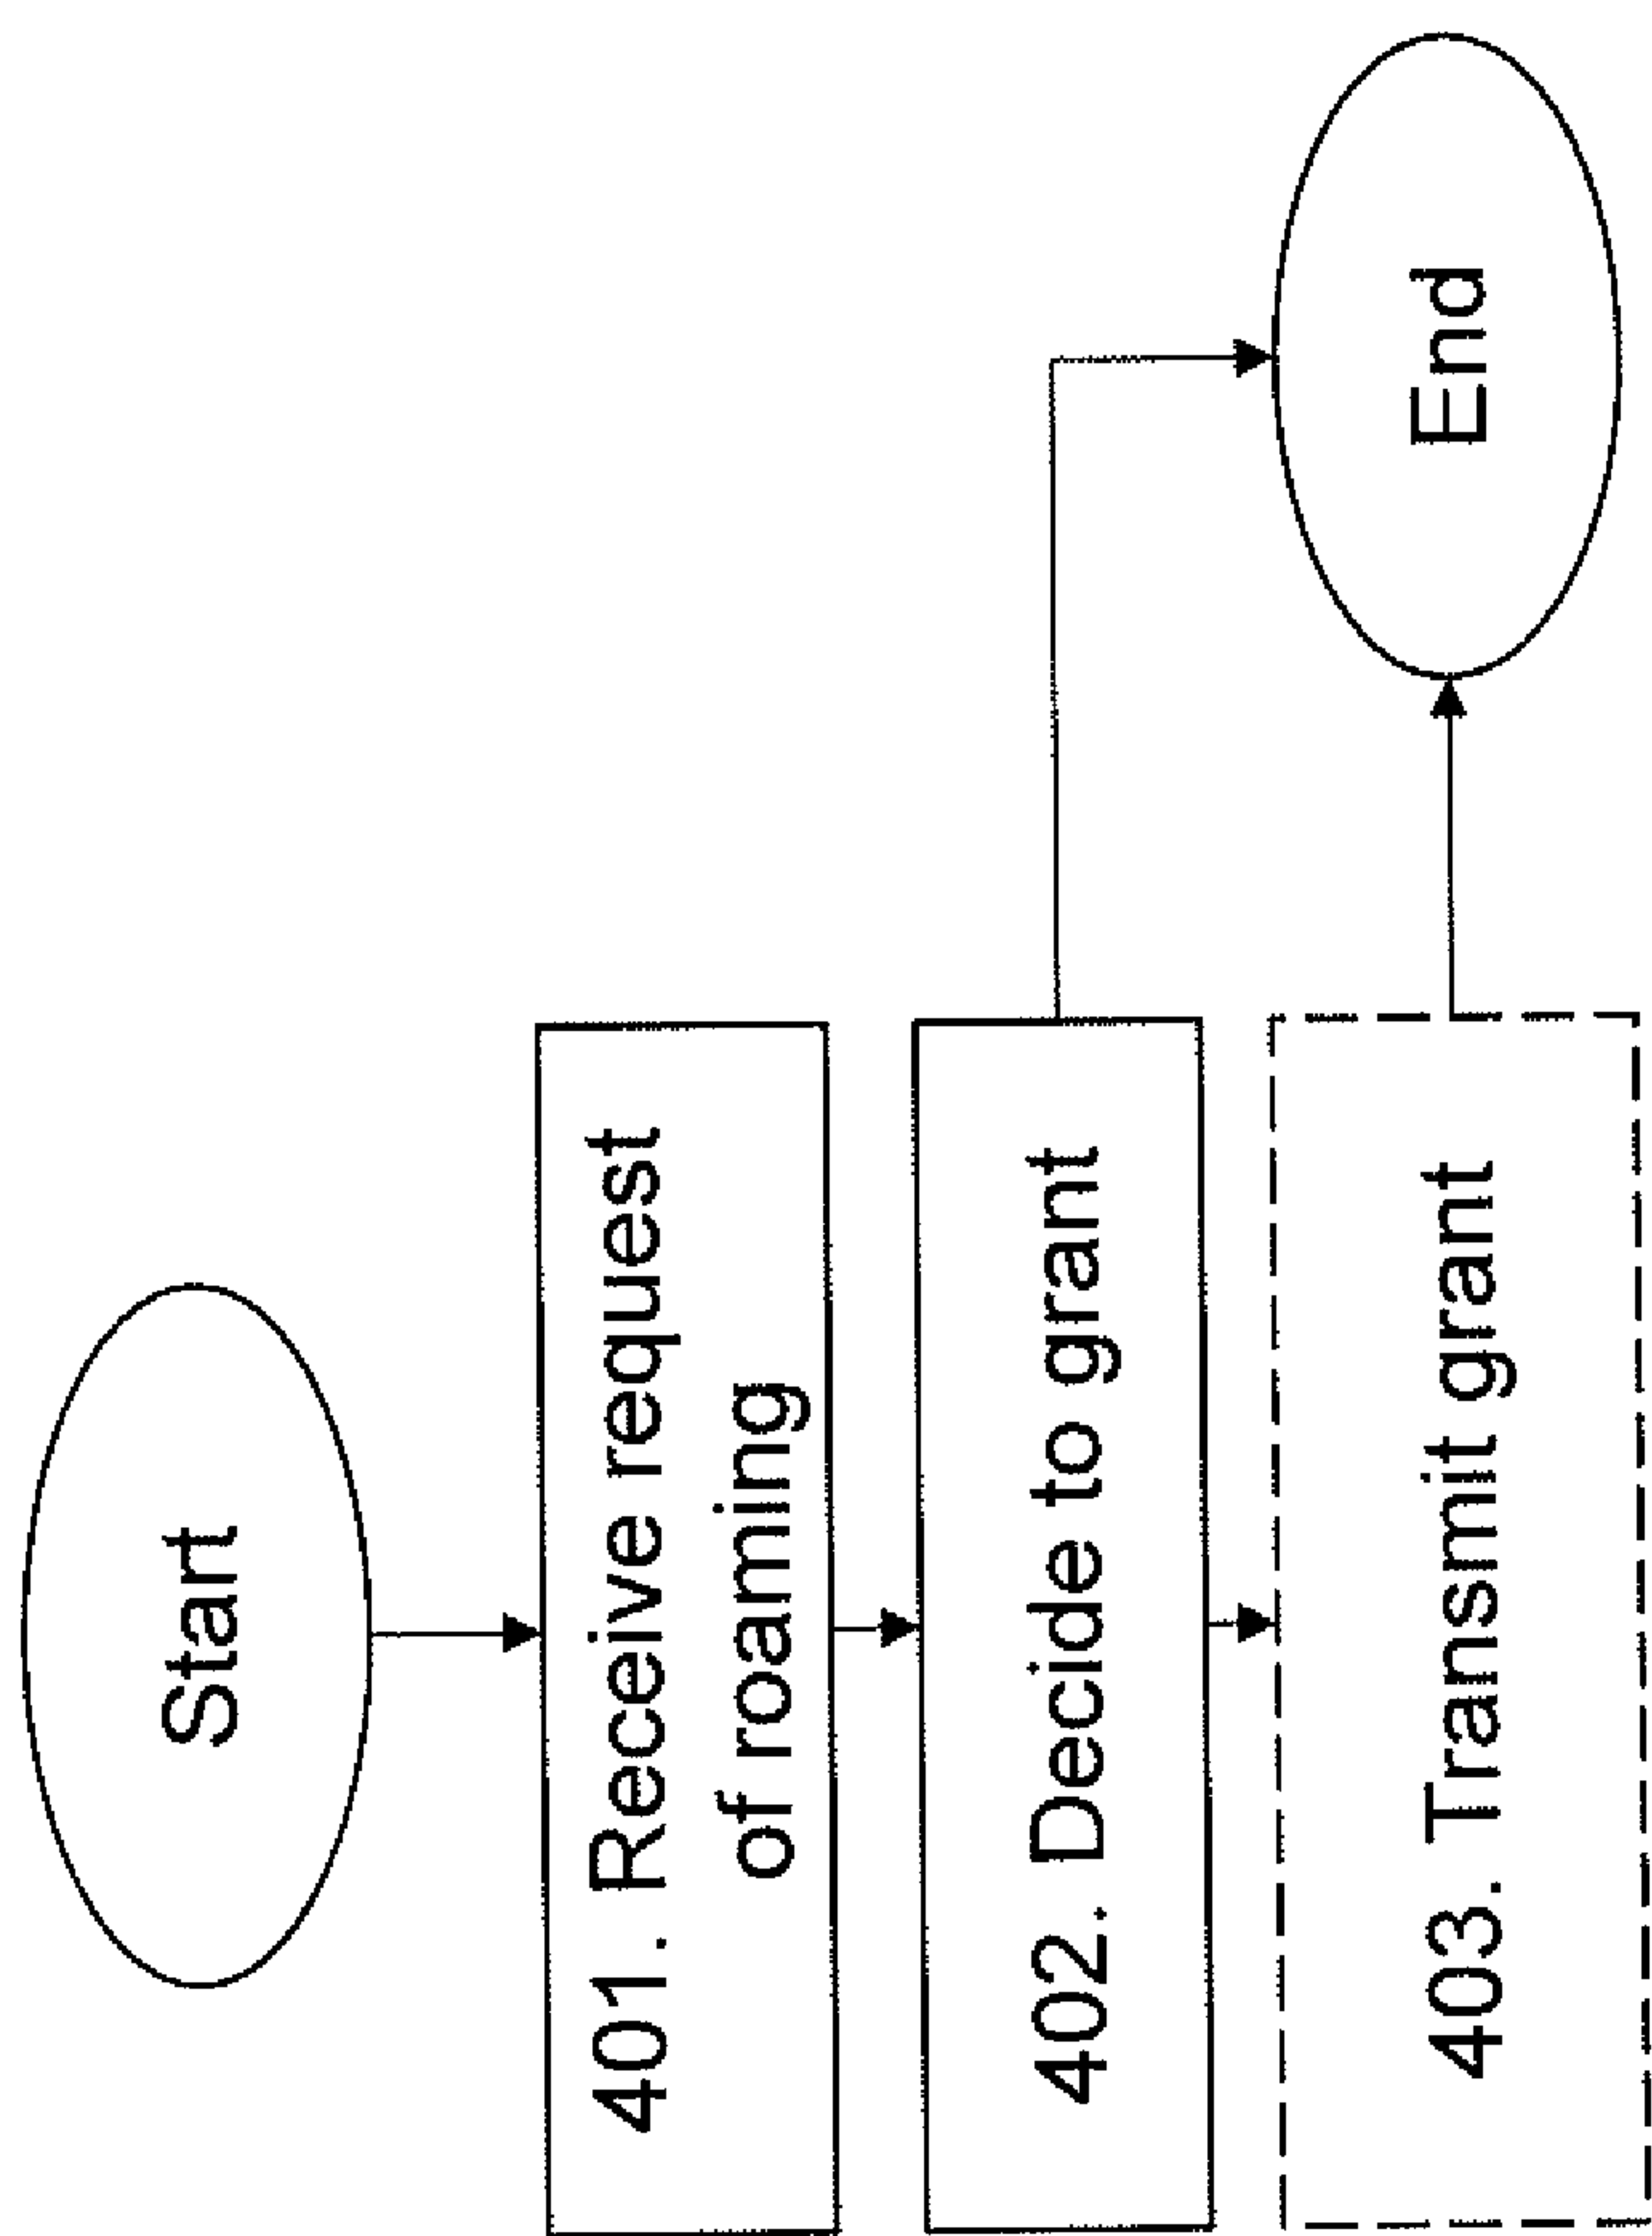 Start
401. Receive request
of roaming
402. Decide to grant
403. Transmit grant
End